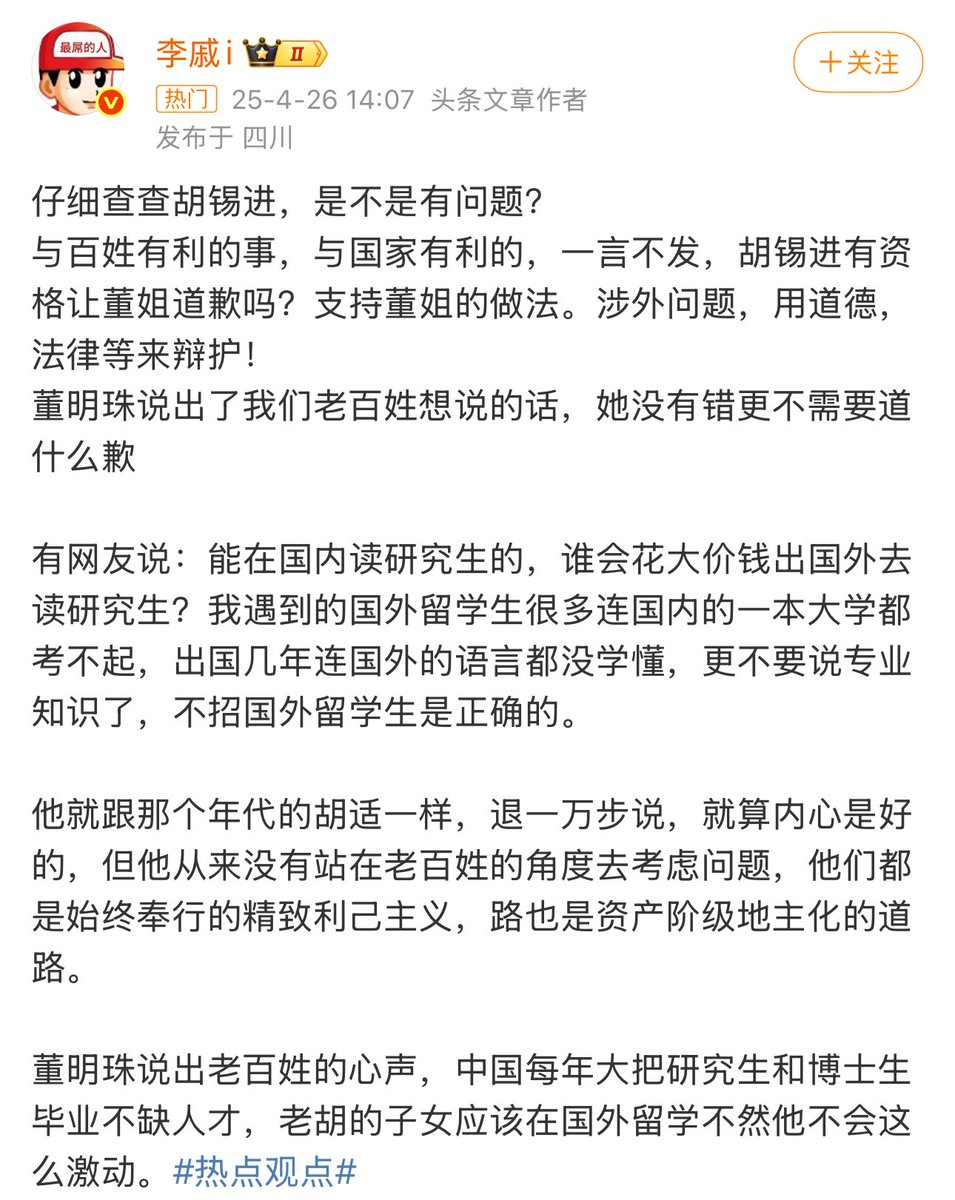 最屌的人
李戚i
II
V
+关注
热门 25-4-26 14:07 头条文章作者
发布于 四川
仔细查查胡锡进，是不是有问题？
与百姓有利的事，与国家有利的，一言不发，胡锡进有资
格让董姐道歉吗？支持董姐的做法。涉外问题，用道德，
法律等来辩护！
董明珠说出了我们老百姓想说的话，她没有错更不需要道
什么歉
有网友说：能在国内读研究生的，谁会花大价钱出国外去
读研究生？我遇到的国外留学生很多连国内的一本大学都
考不起，出国几年连国外的语言都没学懂，更不要说专业
知识了，不招国外留学生是正确的。
他就跟那个年代的胡适一样，退一万步说，就算内心是好
的，但他从来没有站在老百姓的角度去考虑问题，他们都
是始终奉行的精致利己主义，路也是资产阶级地主化的道
路。
董明珠说出老百姓的心声，中国每年大把研究生和博士生
毕业不缺人才，老胡的子女应该在国外留学不然他不会这
么激动。#热点观点#